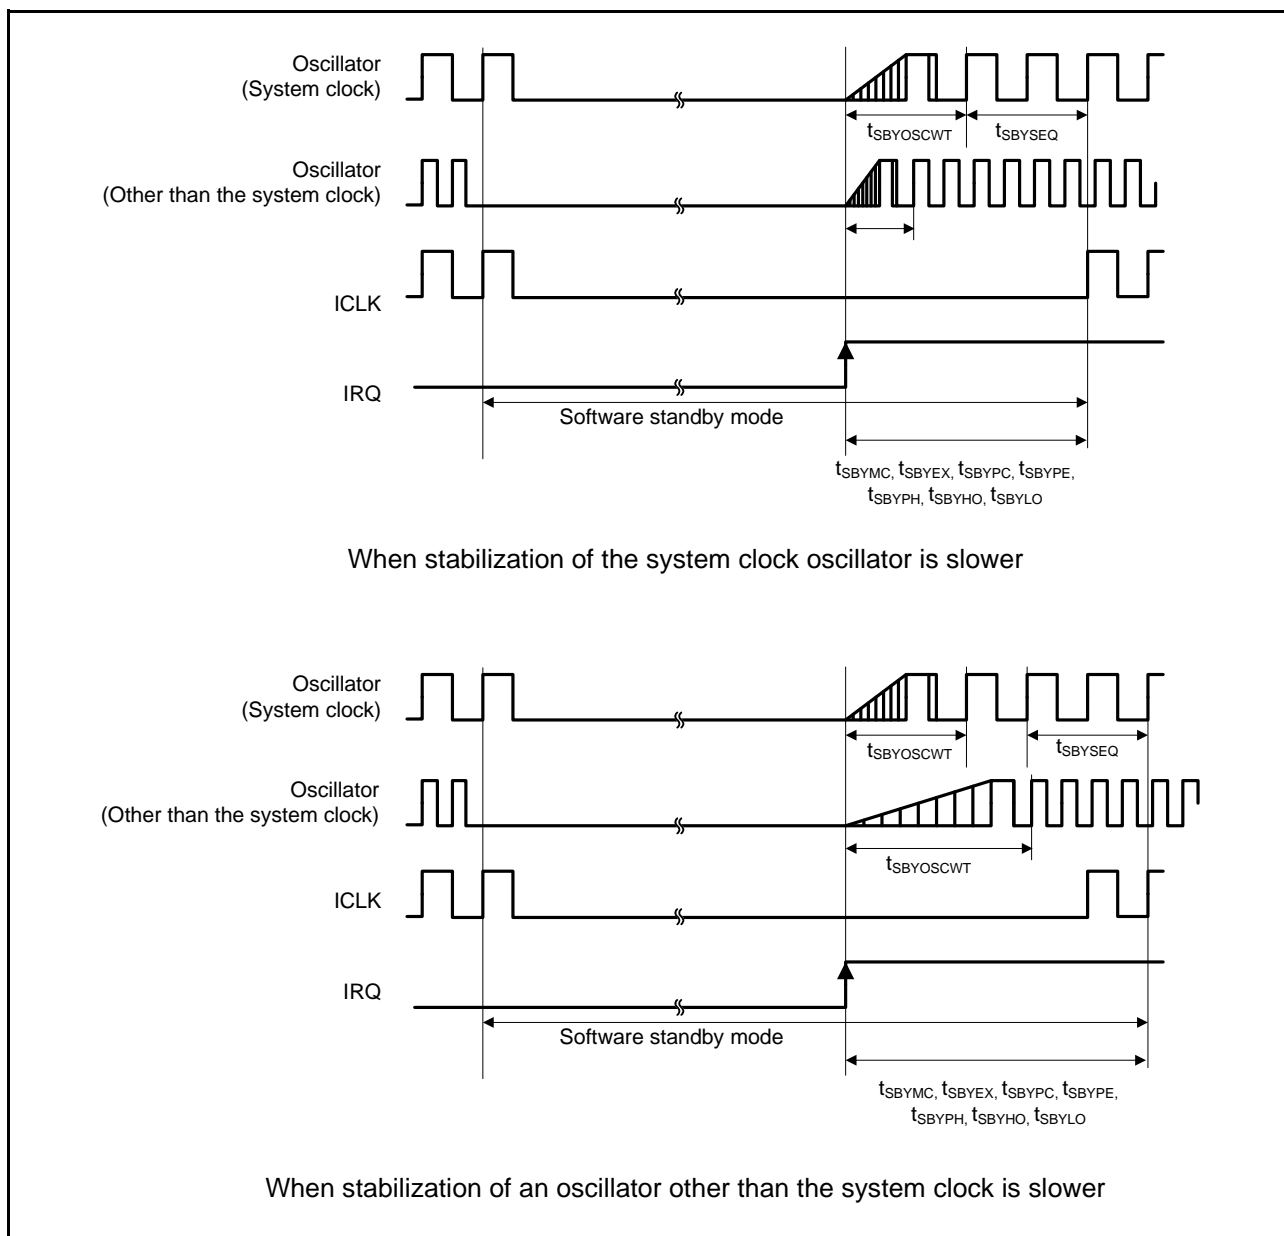 Oscillator
(System clock)
tSBYOSCWT
tSBYSEQ
Oscillator
(Other than the system clock)
ICLK
IRQ
Software standby mode
tSBYMC, tSBYEX, tSBYPC, tSBYPE,
tSBYPH, tSBYHO, tSBYLO
When stabilization of the system clock oscillator is slower
Oscillator
(System clock)
tSBYOSCWT
tSBYSEQ
Oscillator
(Other than the system clock)
tSBYOSCWT
ICLK
IRQ
Software standby mode
tSBYMC, tSBYEX, tSBYPC, tSBYPE,
tSBYPH, tSBYHO, tSBYLO
When stabilization of an oscillator other than the system clock is slower